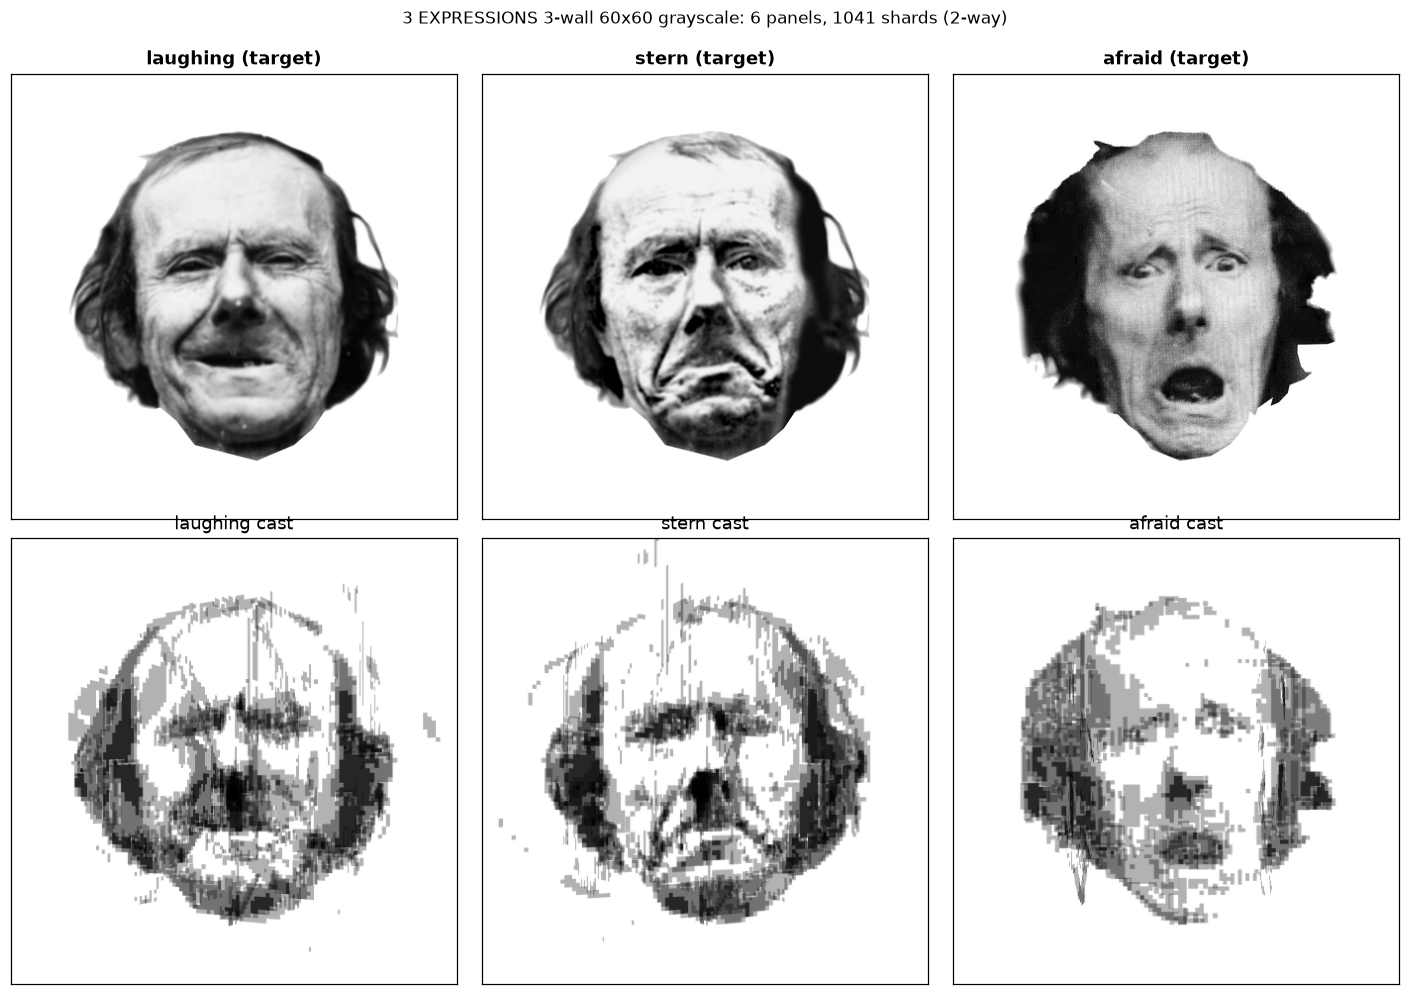 3 EXPRESSIONS 3-wall 60x60 grayscale: 6 panels, 1041 shards (2-way)
laughing (target)
stern (target)
afraid (target)
laughing cast
stern cast
afraid cast